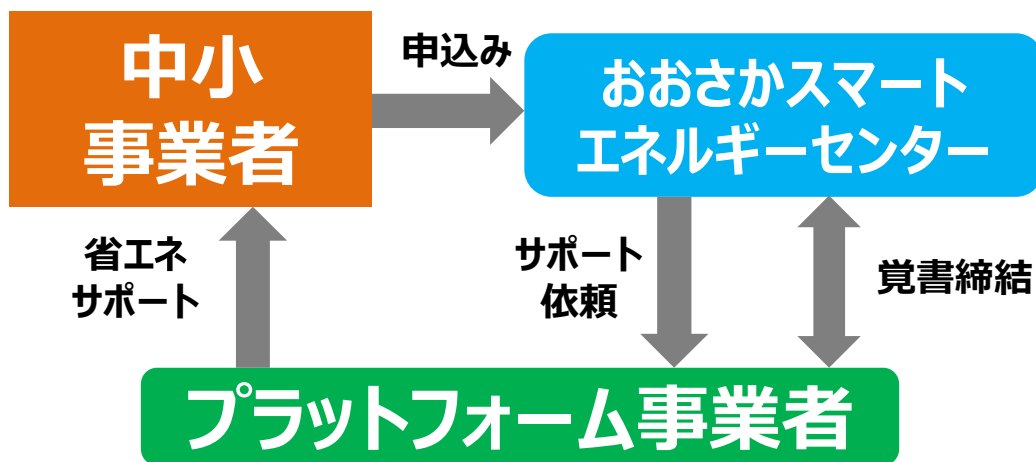 中小
事業者
申込み
おおさかスマート
エネルギーセンター
省エネ
サポート
サポート
依頼
覚書締結
プラットフォーム事業者